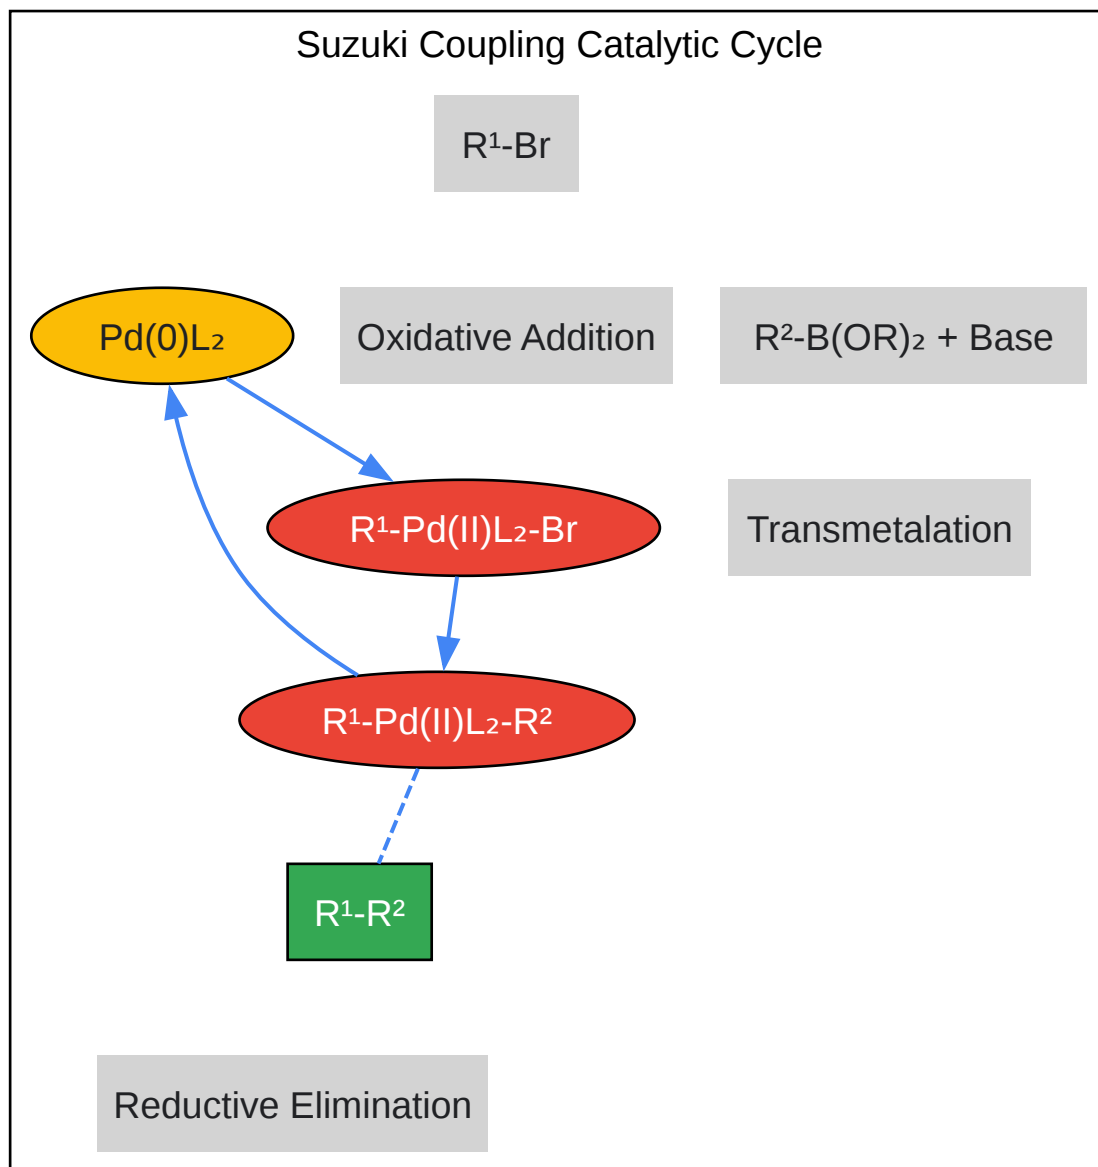 Suzuki Coupling Catalytic Cycle
R¹-Br
Pd(0)L₂
Oxidative Addition
R²-B(OR)₂ + Base
R¹-Pd(II)L₂-Br
Transmetalation
R¹-Pd(II)L₂-R²
R¹-R²
Reductive Elimination